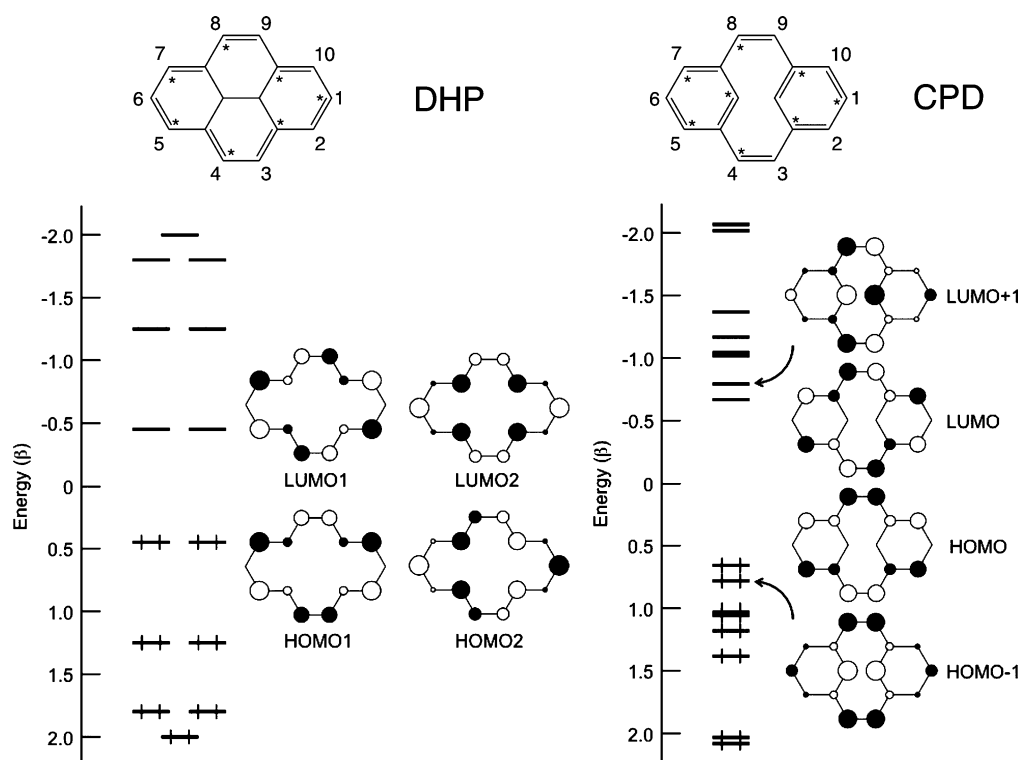 8 9
7 * * 10
6 * 1
* *
5 * 2
4 3
DHP
8 9
7 * * 10
6 * * * 1
5 * * 2
* 
4 3
CPD
Energy (β)
-2.0
-1.5
-1.0
-0.5
0
0.5
1.0
1.5
2.0
LUMO1
LUMO2
HOMO1
HOMO2
Energy (β)
-2.0
-1.5
-1.0
-0.5
0
0.5
1.0
1.5
2.0
LUMO+1
LUMO
HOMO
HOMO-1